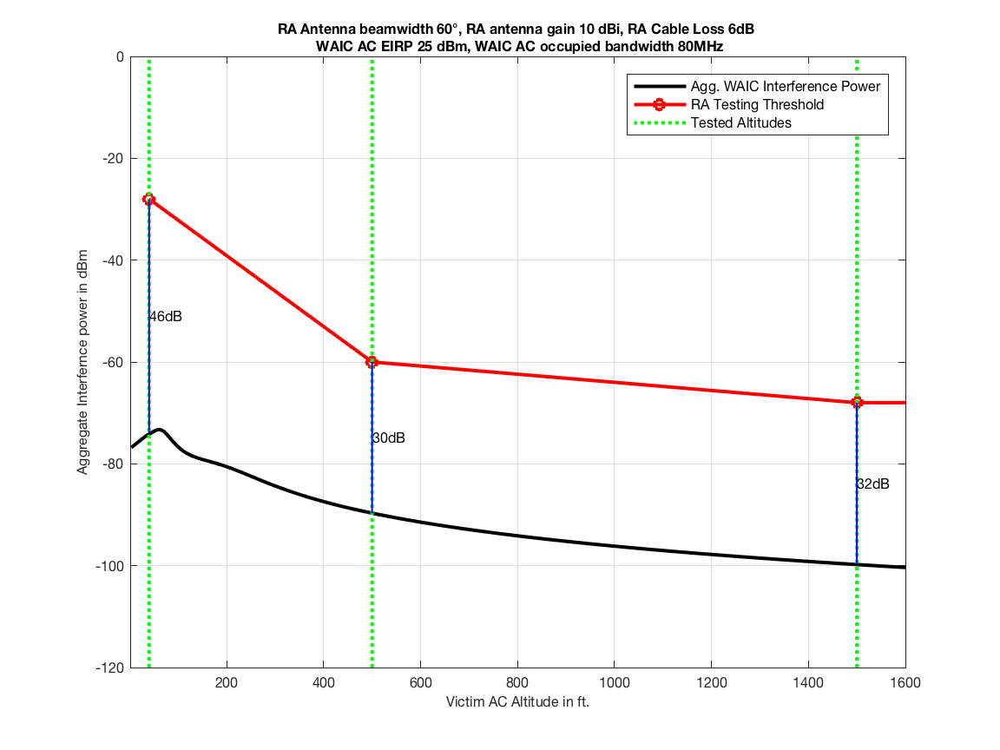 RA Antenna beamwidth 60°, RA antenna gain 10 dBi, RA Cable Loss 6dB
WAIC AC EIRP 25 dBm, WAIC AC occupied bandwidth 80MHz
Agg. WAIC Interference Power
RA Testing Threshold
Tested Altitudes
Aggregate Interfernce power in dBm
0
-20
-40
-60
-80
-100
-120
46dB
30dB
32dB
200
400
600
800
1000
1200
1400
1600
Victim AC Altitude in ft.